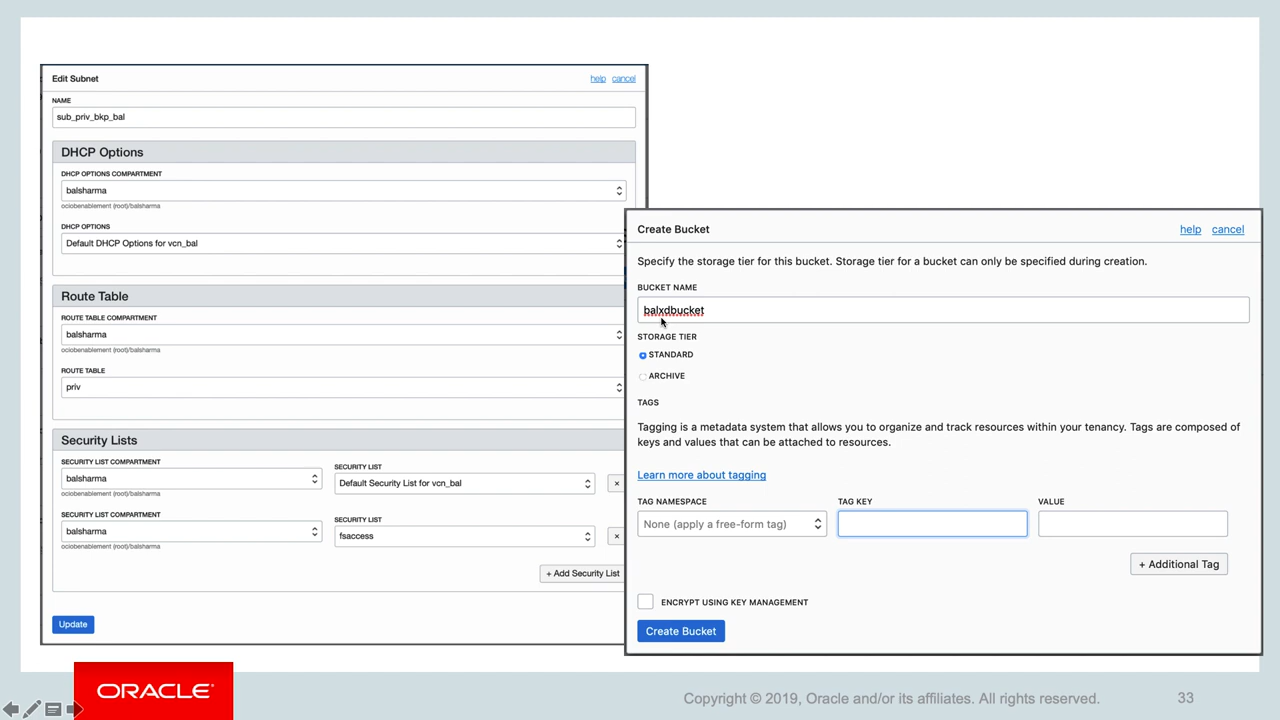 Edit Subnet
help cancel
NAME
sub_priv_bkp_bal
DHCP Options
DHCP OPTIONS COMPARTMENT
balsharma
ociobenablement (root)/balsharma
DHCP OPTIONS
Default DHCP Options for vcn_bal
Route Table
ROUTE TABLE COMPARTMENT
balsharma
ociobenablement (root)/balsharma
ROUTE TABLE
priv
Security Lists
SECURITY LIST COMPARTMENT
balsharma
ociobenablement (root)/balsharma
SECURITY LIST
Default Security List for vcn_bal
×
SECURITY LIST COMPARTMENT
balsharma
ociobenablement (root)/balsharma
SECURITY LIST
fsaccess
×
+ Add Security List
Update
Create Bucket
help cancel
Specify the storage tier for this bucket. Storage tier for a bucket can only be specified during creation.
BUCKET NAME
balxdbucket
STORAGE TIER
STANDARD
ARCHIVE
TAGS
Tagging is a metadata system that allows you to organize and track resources within your tenancy. Tags are composed of
keys and values that can be attached to resources.
Learn more about tagging
TAG NAMESPACE TAG KEY VALUE
None (apply a free-form tag)
+ Additional Tag
ENCRYPT USING KEY MANAGEMENT
Create Bucket
ORACLE®
Copyright © 2019, Oracle and/or its affiliates. All rights reserved.
33